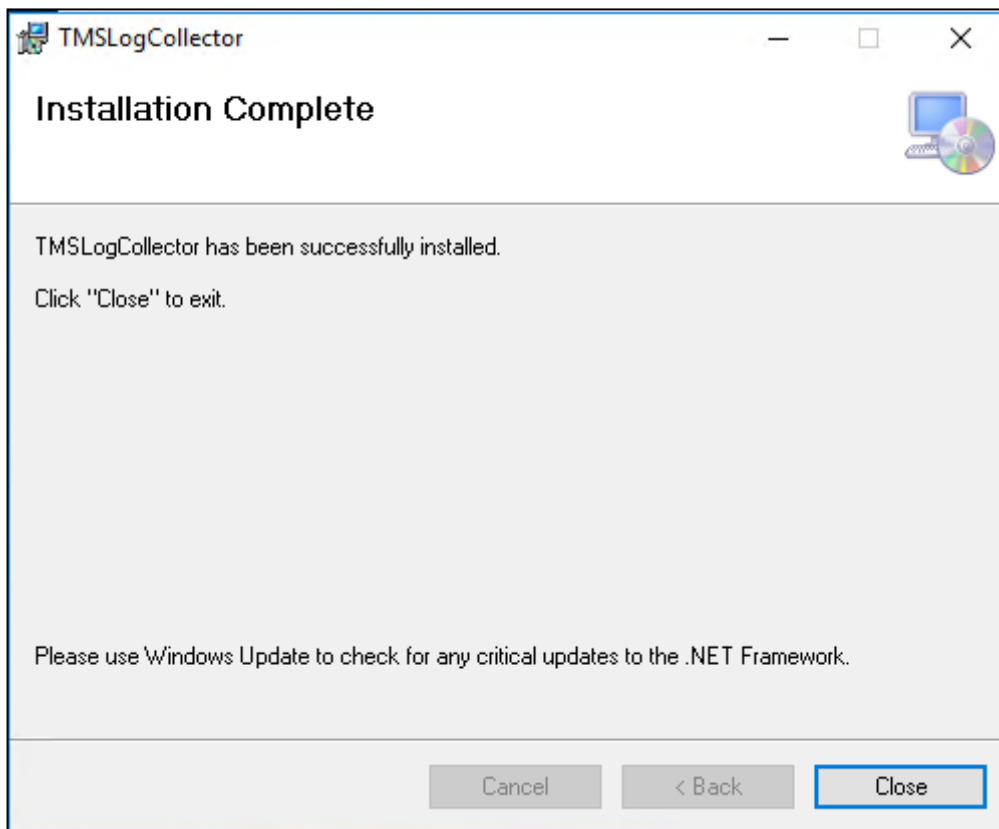 TMSLogCollector
Installation Complete
TMSLogCollector has been successfully installed.
Click "Close" to exit.
Please use Windows Update to check for any critical updates to the .NET Framework.
Cancel
< Back
Close